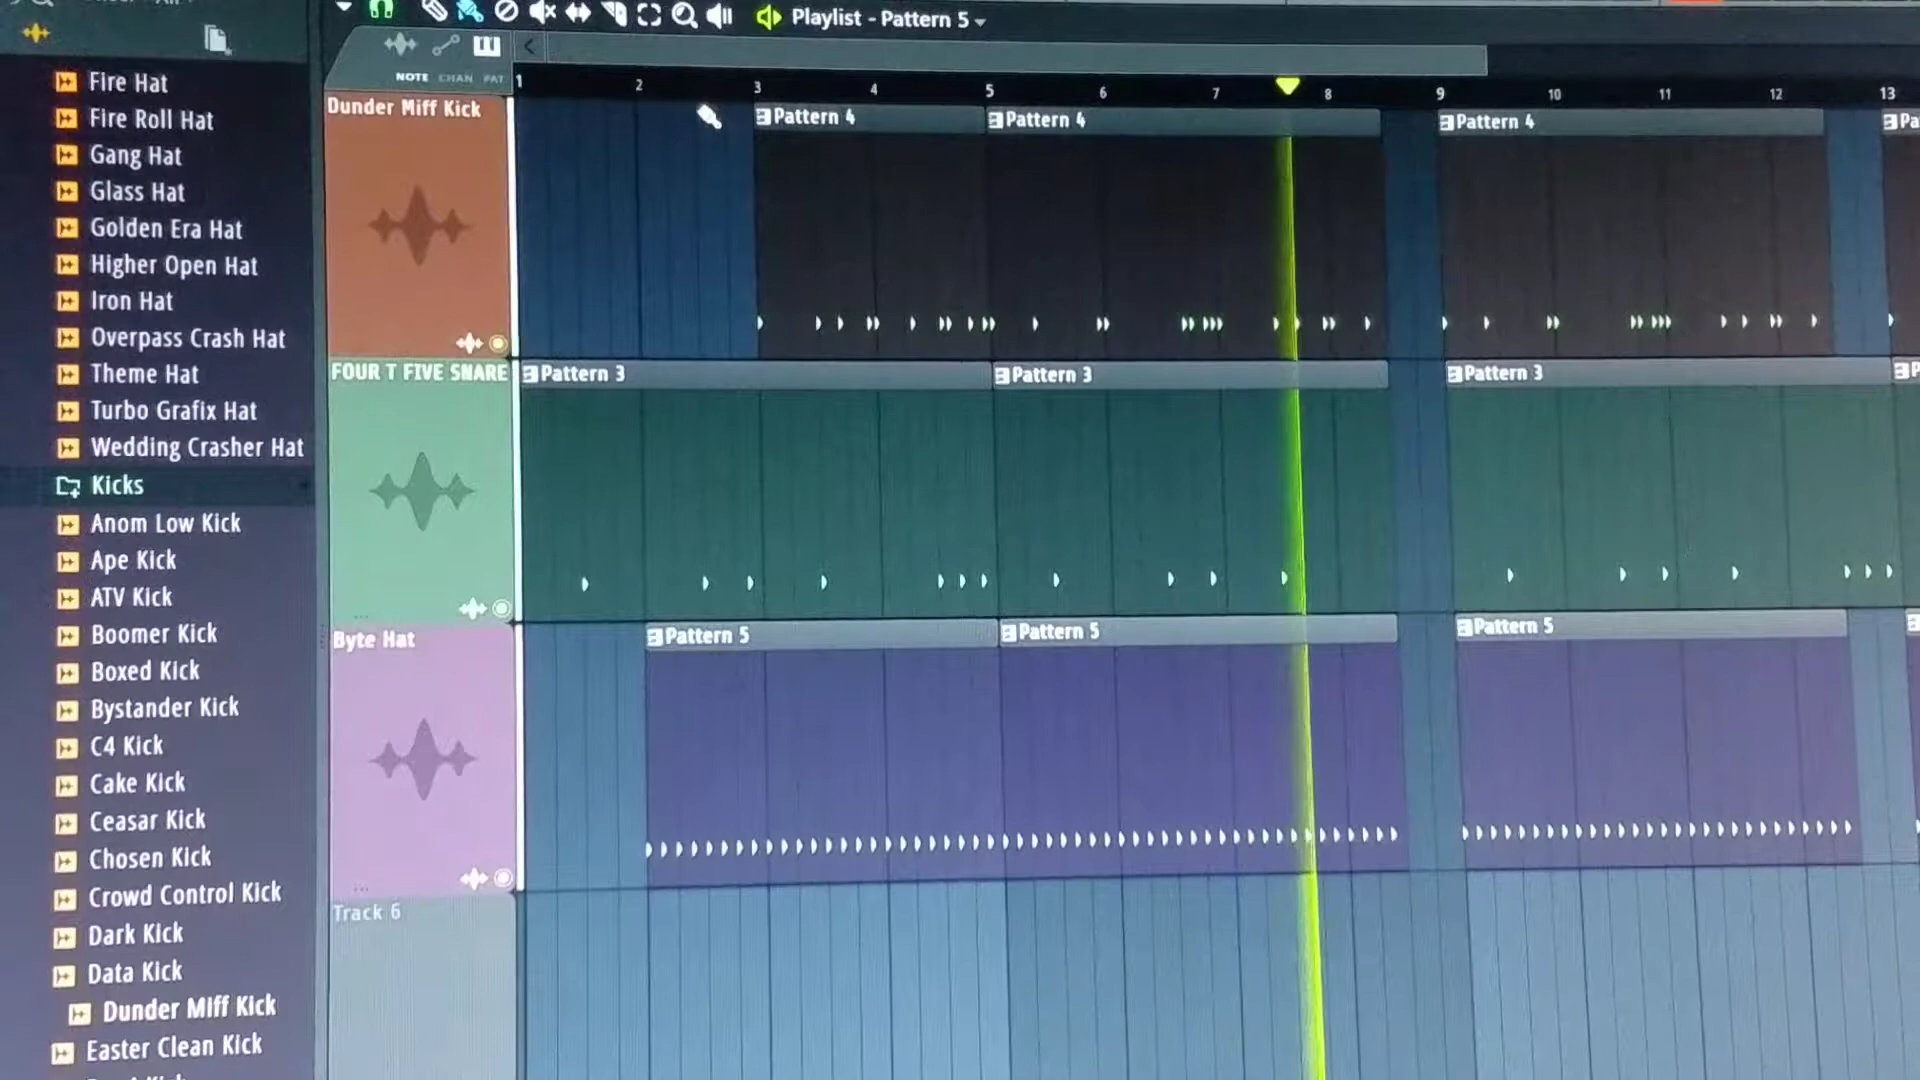 Playlist - Pattern 5
NOTE CHAN PAT
1 2 3 4 5 6 7 8 9 10 11 12 13
Fire Hat
Fire Roll Hat
Gang Hat
Glass Hat
Golden Era Hat
Higher Open Hat
Iron Hat
Overpass Crash Hat
Theme Hat
Turbo Grafix Hat
Wedding Crasher Hat
Kicks
Anom Low Kick
Ape Kick
ATV Kick
Boomer Kick
Boxed Kick
Bystander Kick
C4 Kick
Cake Kick
Ceasar Kick
Chosen Kick
Crowd Control Kick
Dark Kick
Data Kick
Dunder Miff Kick
Easter Clean Kick
Dunder Miff Kick
Pattern 4 Pattern 4 Pattern 4 Pa
FOUR T FIVE SNARE
Pattern 3 Pattern 3 Pattern 3 P
Byte Hat
Pattern 5 Pattern 5 Pattern 5
Track 6